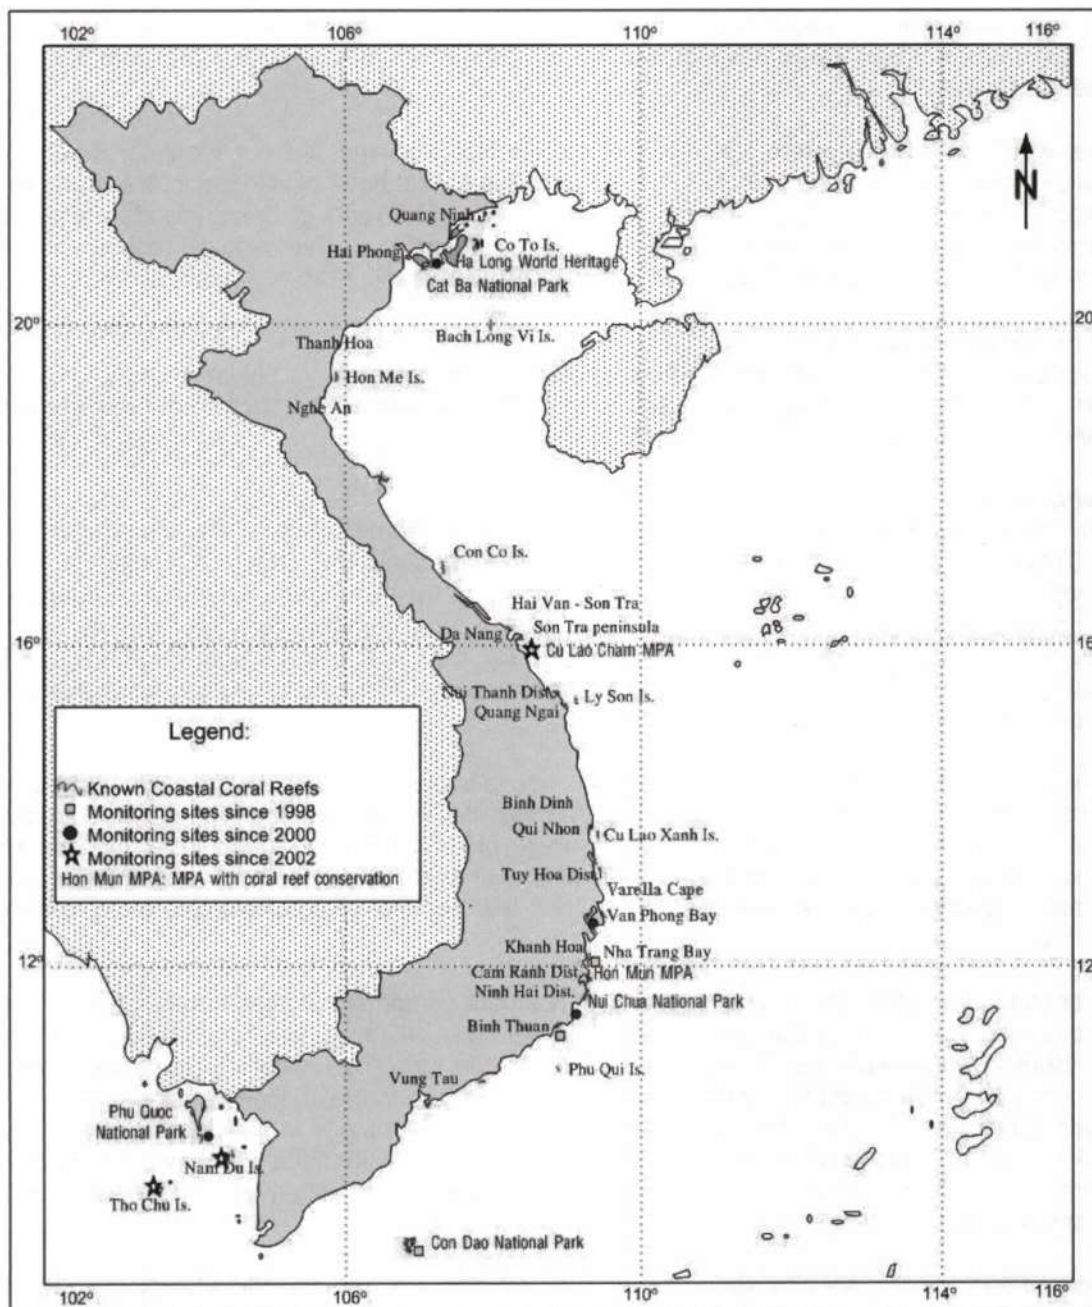 102° 106° 110° 114° 116°
N
Quang Ninh
Co To Is.
Hai Phong
Ha Long World Heritage
Cat Ba National Park
20° 20
Bach Long Vi Is.
Thanh Hoa
Hon Me Is.
Nghe An
Con Co Is.
Hai Van - Son Tra
Da Nang
Son Tra peninsula
16° 16
Cu Lao Cham MPA
Nui Thanh Dist.
Ly Son Is.
Quang Ngai
Legend:
Known Coastal Coral Reefs
Monitoring sites since 1998
Monitoring sites since 2000
Monitoring sites since 2002
Hon Mun MPA: MPA with coral reef conservation
Binh Dinh
Qui Nhon
Cu Lao Xanh Is.
Tuy Hoa Dist.
Varella Cape
Van Phong Bay
Khanh Hoa
Nha Trang Bay
12° 12
Cam Ranh Dist.
Hon Mun MPA
Ninh Hai Dist.
Nui Chua National Park
Binh Thuan
Phu Qui Is.
Vung Tau
Phu Quoc
National Park
Nam Du Is.
Tho Chu Is.
Con Dao National Park
102° 106° 110° 114° 116°